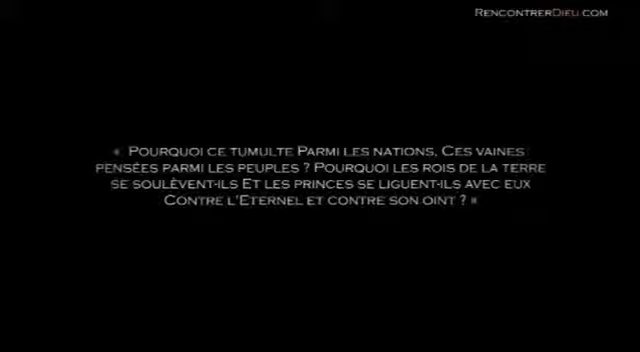 RencontrerDieu.com
« Pourquoi ce tumulte Parmi les nations, Ces vaines
pensées parmi les peuples ? Pourquoi les rois de la terre
se soulèvent-ils Et les princes se liguent-ils avec eux
Contre l'Eternel et contre son oint ? »